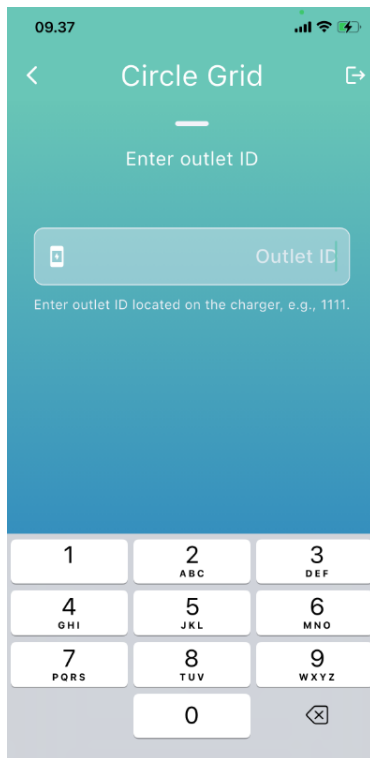 09.37
Circle Grid
Enter outlet ID
Outlet ID
Enter outlet ID located on the charger, e.g., 1111.
1 2 3
ABC DEF
4 5 6
GHI JKL MNO
7 8 9
PQRS TUV WXYZ
0